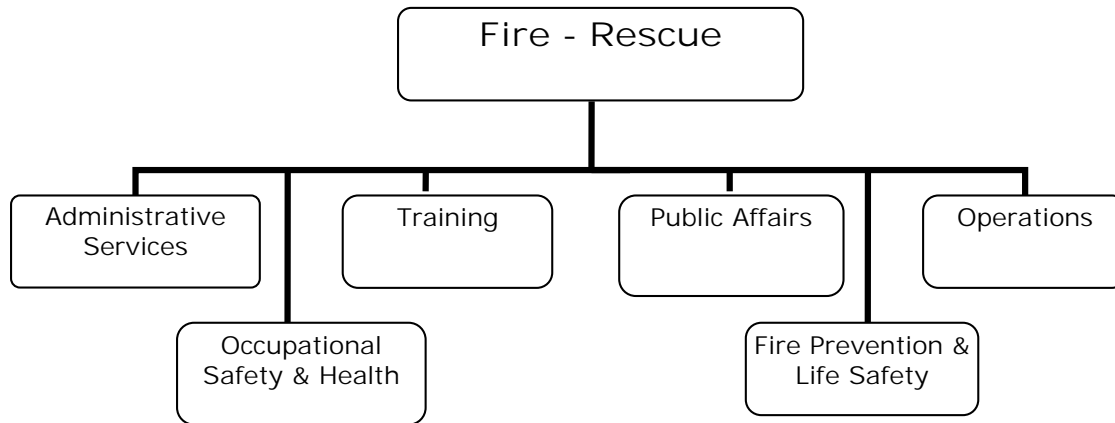 Fire - Rescue
Administrative
Services
Training
Public Affairs
Operations
Occupational
Safety & Health
Fire Prevention &
Life Safety